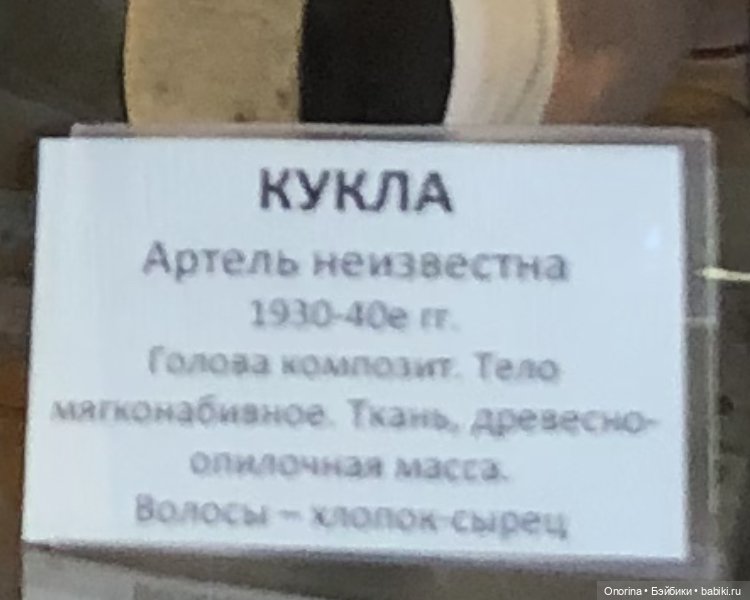 КУКЛА
Артель неизвестна
1930-40е гг.
Голова композит. Тело
мягконабивное. Ткань, древесно-
опилочная масса.
Волосы – хлопок-сырец
Onorina • Бэйбики • babiki.ru